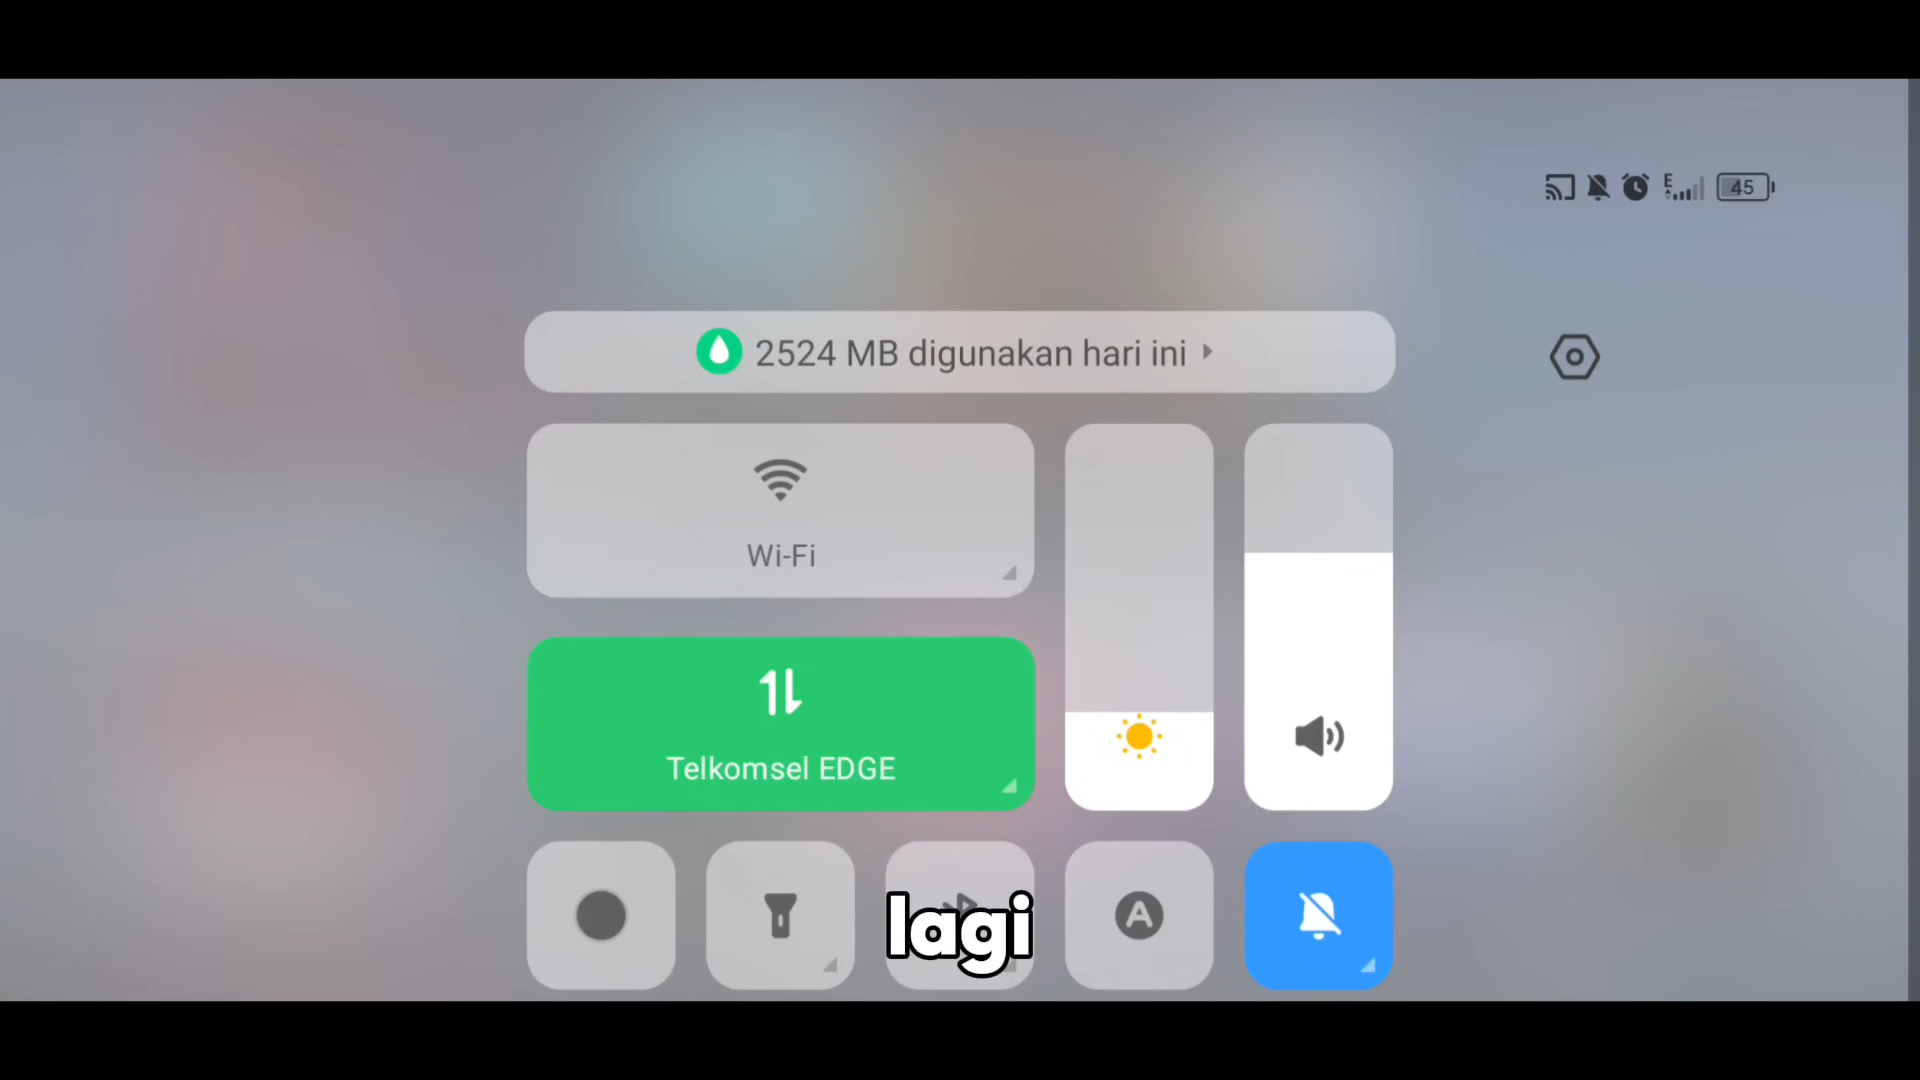 E 45
2524 MB digunakan hari ini
Wi-Fi
Telkomsel EDGE
A
lagi